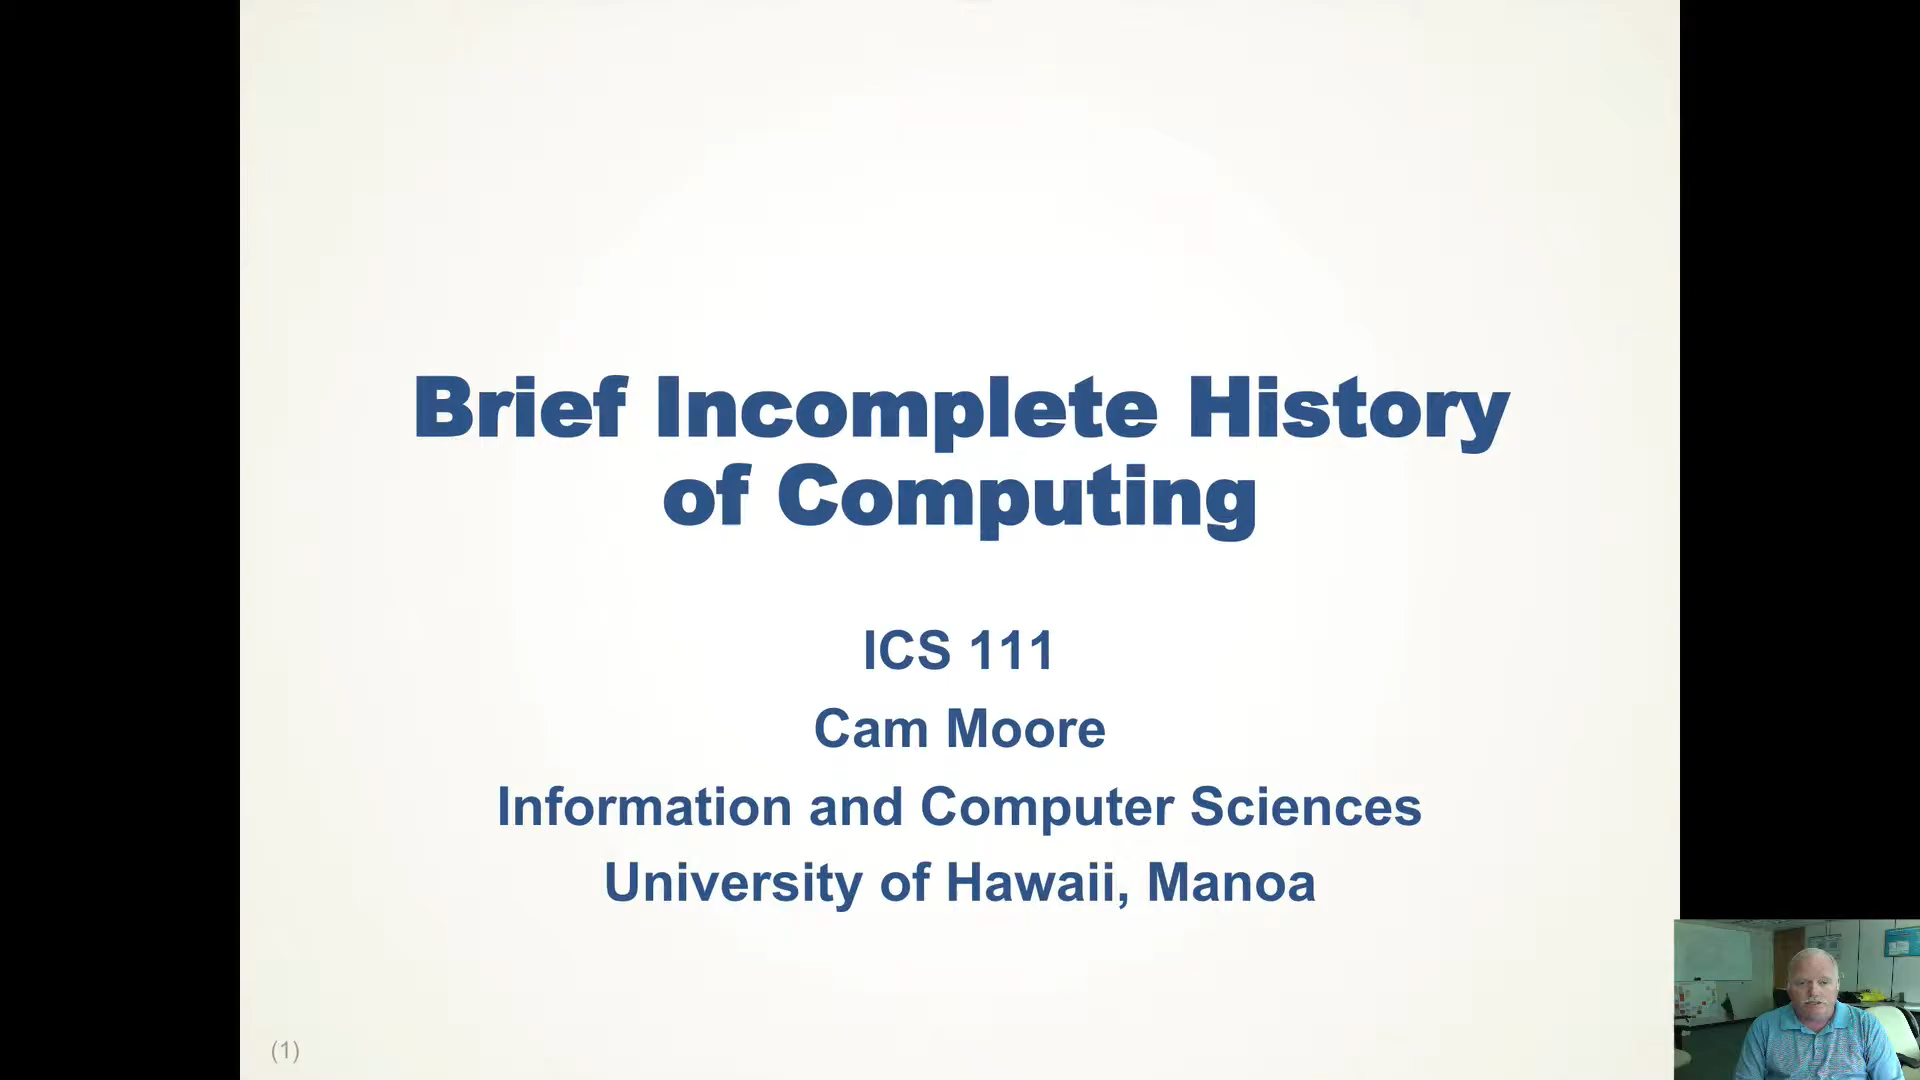 Brief Incomplete History
of Computing
ICS 111
Cam Moore
Information and Computer Sciences
University of Hawaii, Manoa
(1)